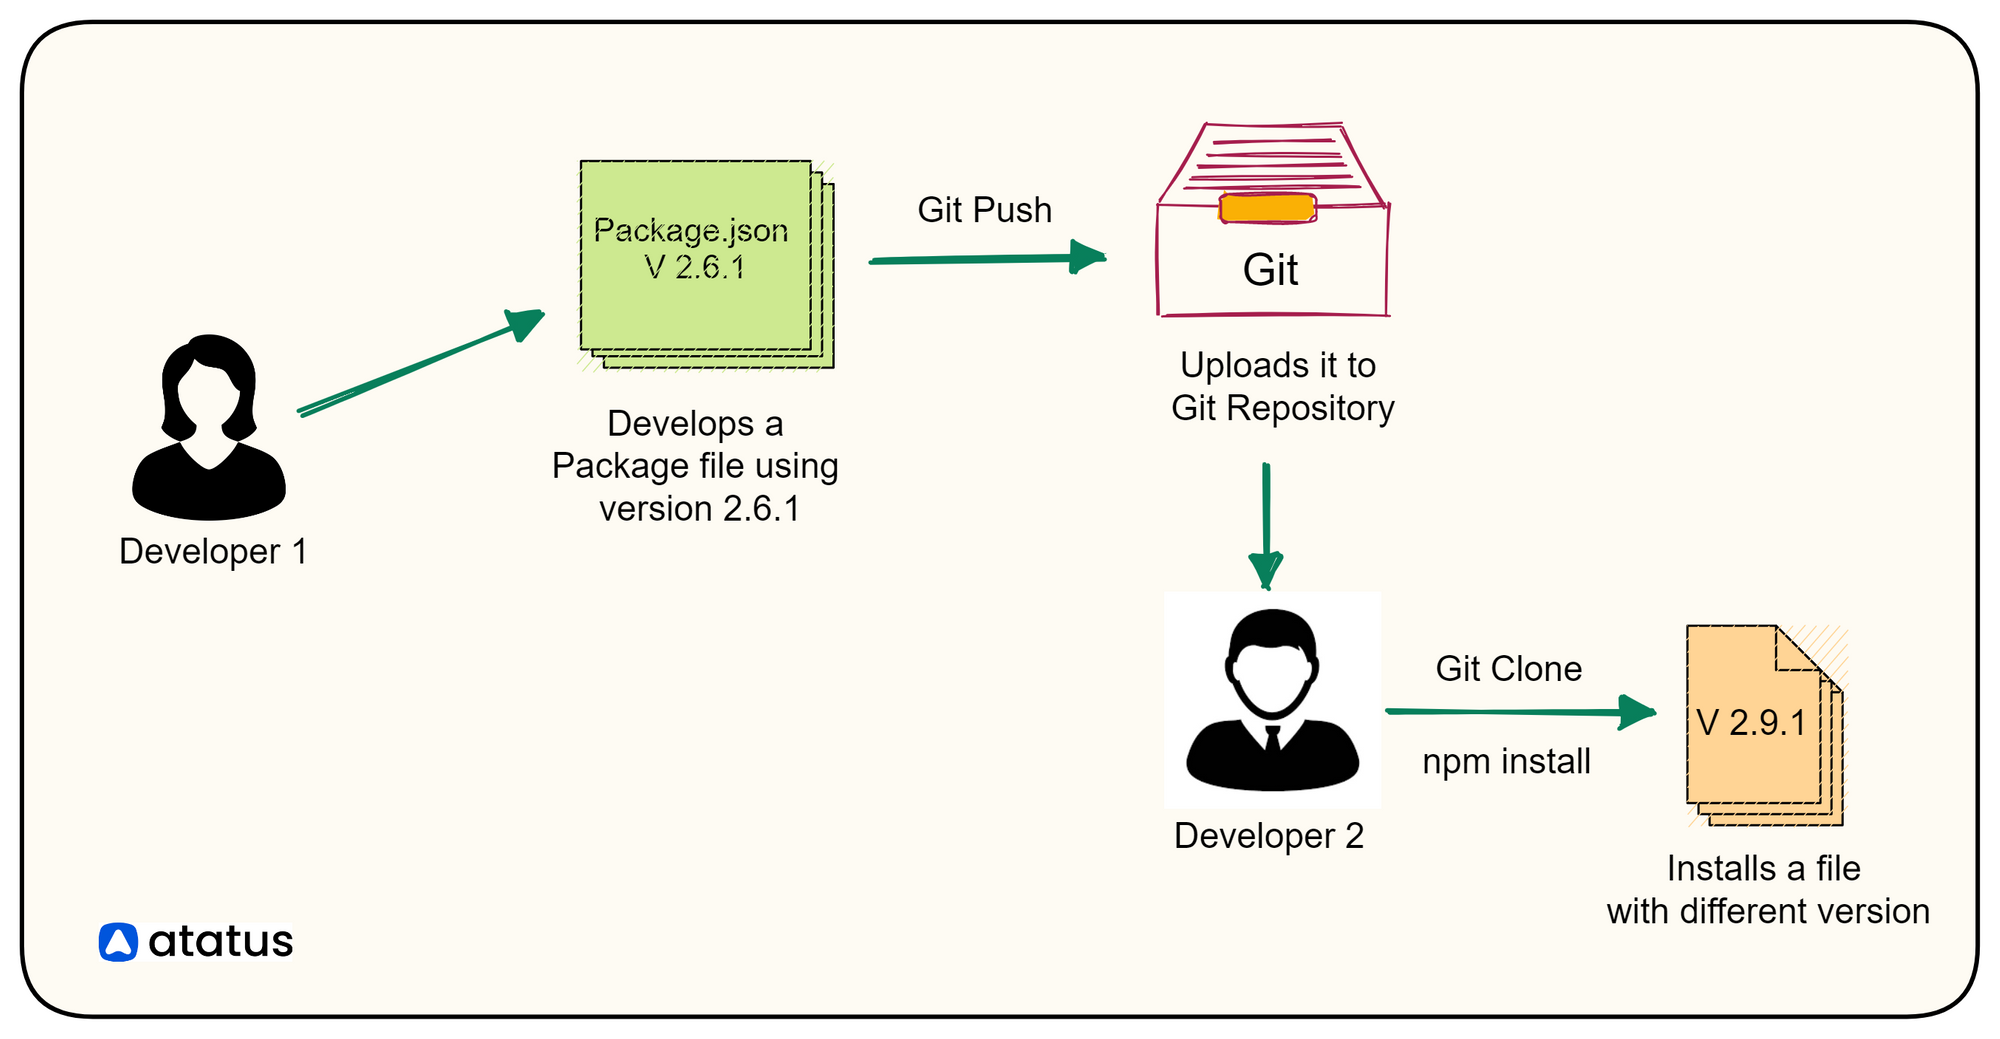 Package.json
V 2.6.1
Git Push
Git
Uploads it to
Git Repository
Develops a
Package file using
version 2.6.1
Developer 1
Git Clone
npm install
V 2.9.1
Developer 2
Installs a file
with different version
atatus